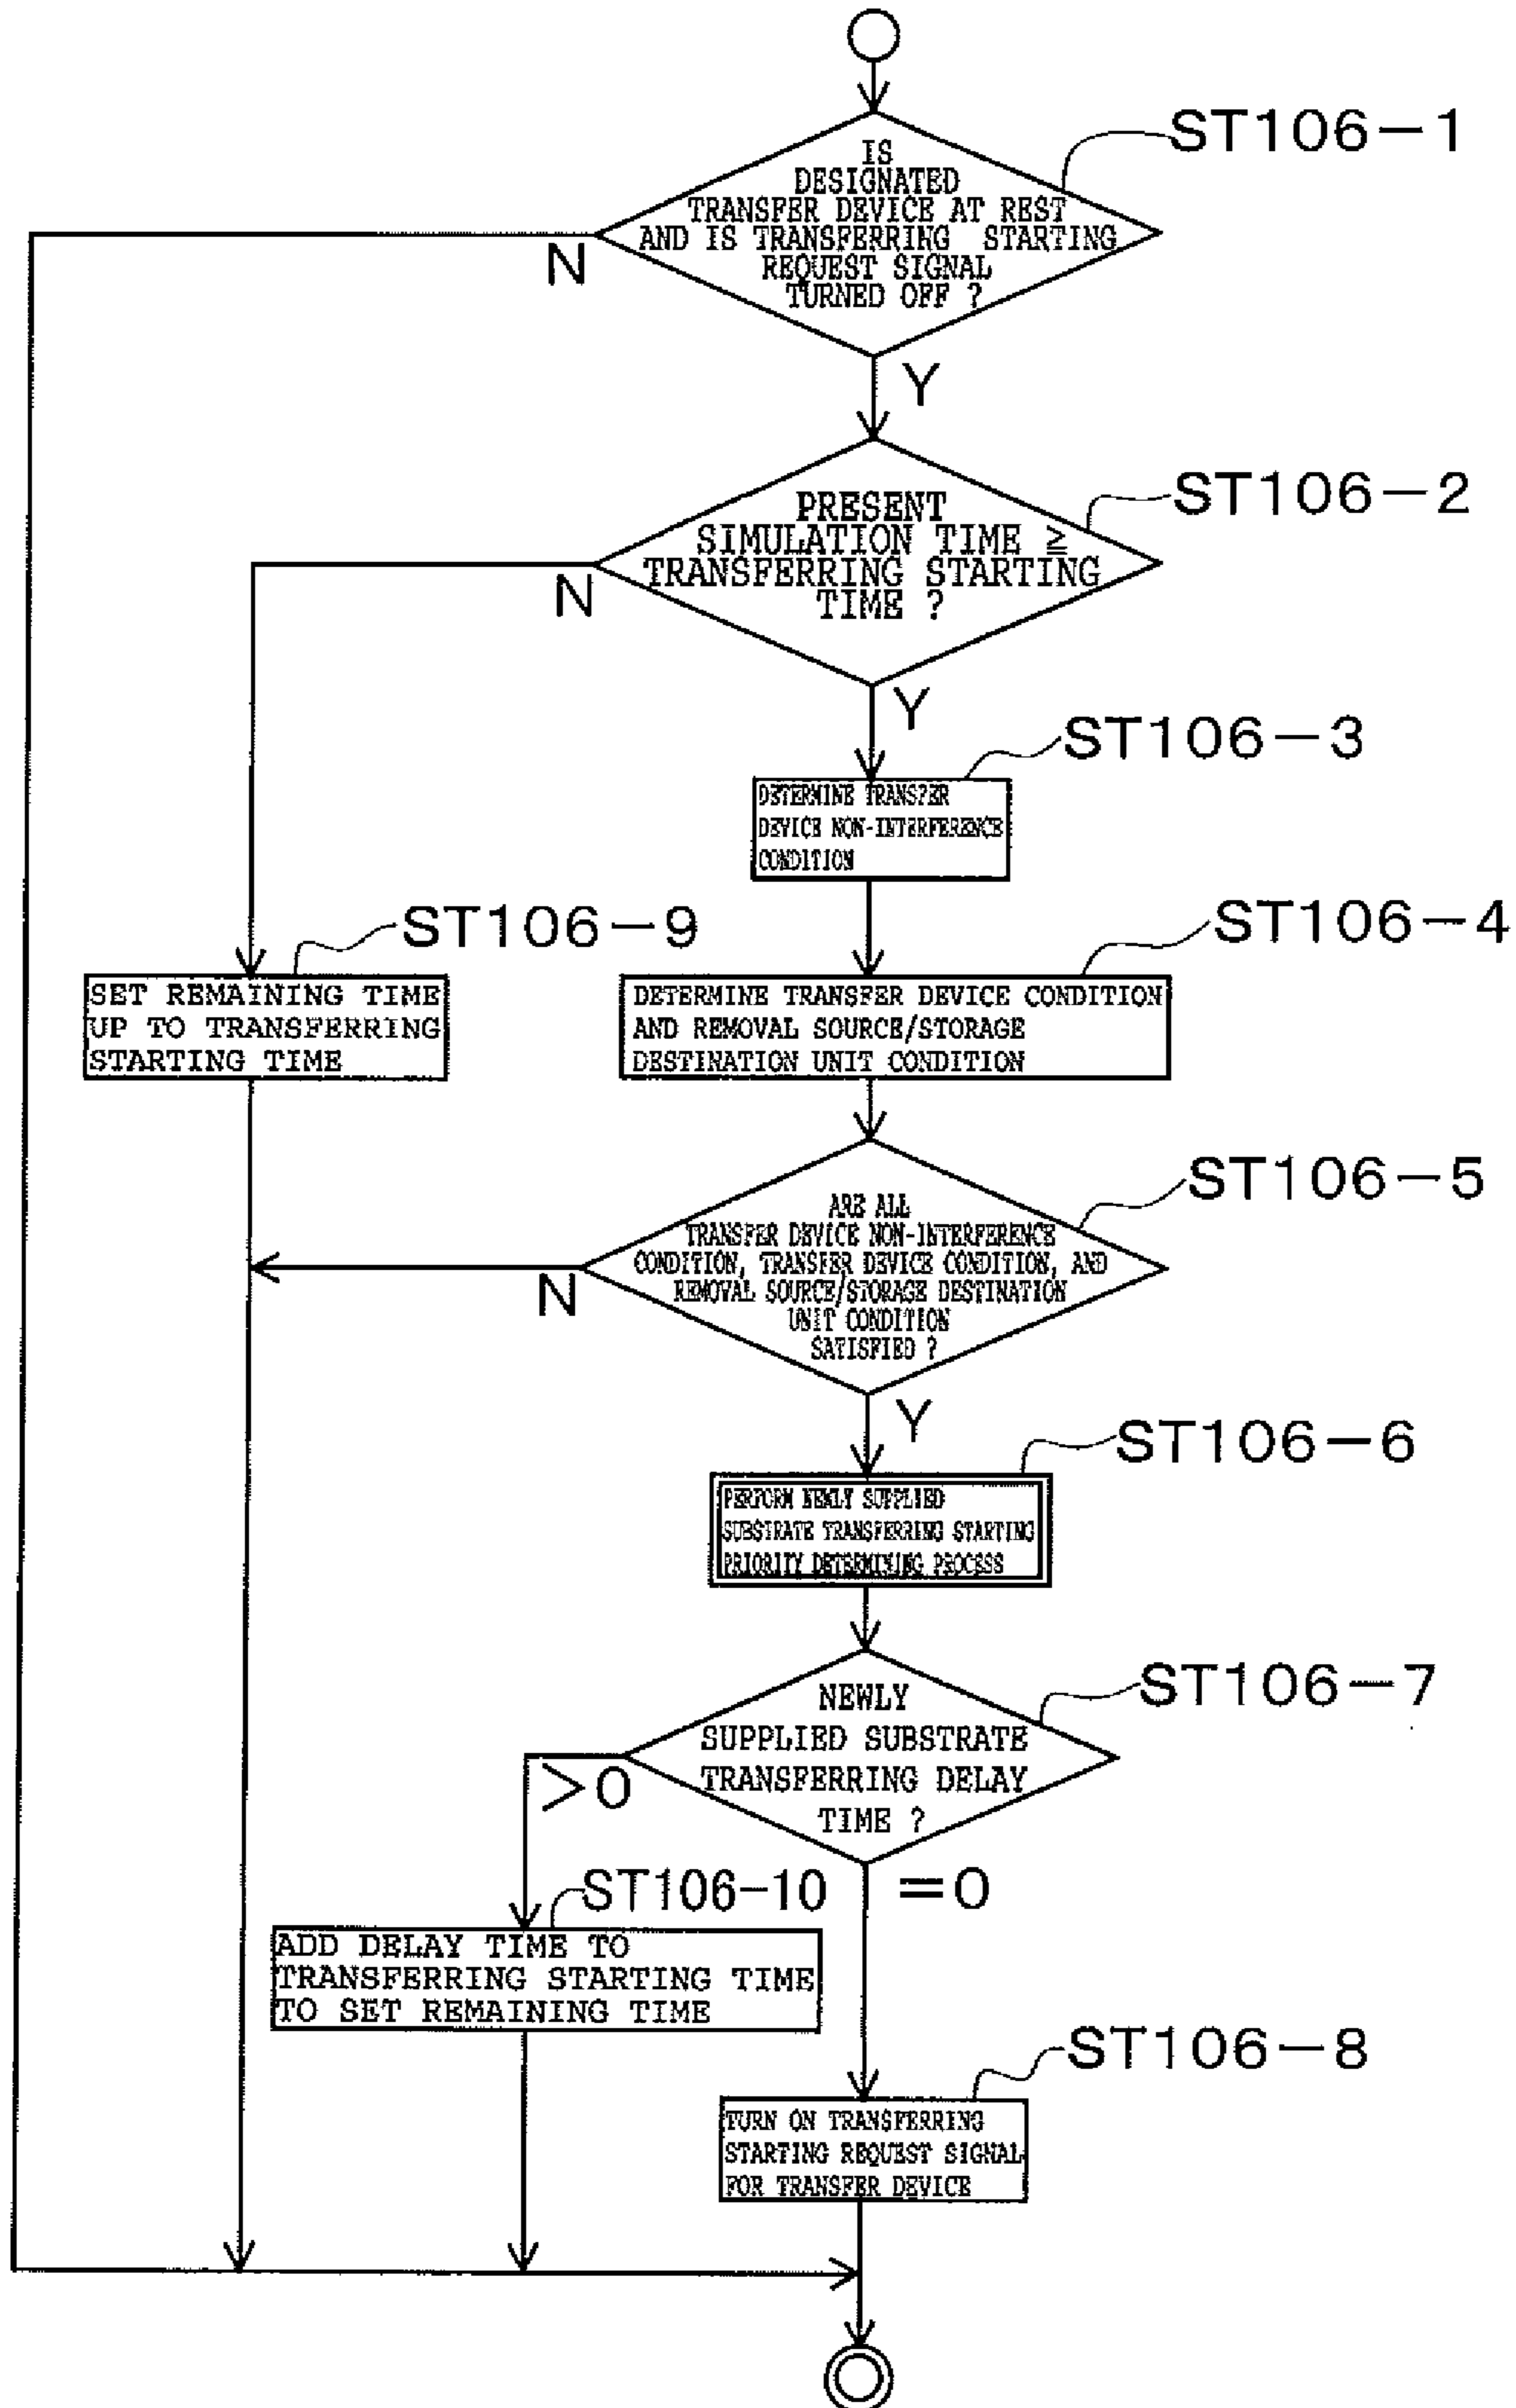 ST106-1
IS
DESIGNATED
TRANSFER DEVICE AT REST
AND IS TRANSFERRING STARTING
REQUEST SIGNAL
TURNED OFF ?
N
Y
ST106-2
PRESENT
SIMULATION TIME ≧
TRANSFERRING STARTING
TIME ?
N
Y
ST106-3
DETERMINE TRANSFER
DEVICE NON-INTERFERENCE
CONDITION
ST106-9
SET REMAINING TIME
UP TO TRANSFERRING
STARTING TIME
ST106-4
DETERMINE TRANSFER DEVICE CONDITION
AND REMOVAL SOURCE/STORAGE
DESTINATION UNIT CONDITION
ST106-5
ARE ALL
TRANSFER DEVICE NON-INTERFERENCE
CONDITION, TRANSFER DEVICE CONDITION, AND
REMOVAL SOURCE/STORAGE DESTINATION
UNIT CONDITION
SATISFIED ?
N
Y
ST106-6
PERFORM NEWLY SUPPLIED
SUBSTRATE TRANSFERRING STARTING
PRIORITY DETERMINING PROCESS
ST106-7
NEWLY
SUPPLIED SUBSTRATE
TRANSFERRING DELAY
TIME ?
>0
=0
ST106-10
ADD DELAY TIME TO
TRANSFERRING STARTING TIME
TO SET REMAINING TIME
ST106-8
TURN ON TRANSFERRING
STARTING REQUEST SIGNAL
FOR TRANSFER DEVICE